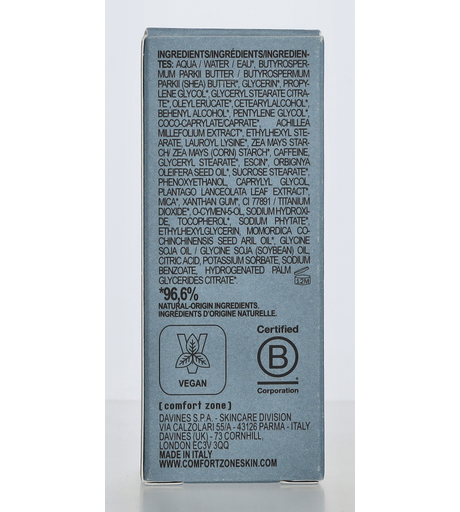 INGREDIENTS/INGRÉDIENTS/INGREDIEN-
TES: AQUA / WATER / EAU*, BUTYROSPER-
MUM PARKII BUTTER / BUTYROSPERMUM
PARKII (SHEA) BUTTER*, GLYCERIN*, PROPY-
LENE GLYCOL*, GLYCERYL STEARATE CITRA-
TE*, OLEYL ERUCATE*, CETEARYL ALCOHOL*,
BEHENYL ALCOHOL*, PENTYLENE GLYCOL*,
COCO-CAPRYLATE/CAPRATE*, ACHILLEA
MILLEFOLIUM EXTRACT*, ETHYLHEXYL STE-
ARATE, LAUROYL LYSINE*, ZEA MAYS STAR-
CH/ ZEA MAYS (CORN) STARCH*, CAFFEINE,
GLYCERYL STEARATE*, ESCIN*, ORBIGNYA
OLEIFERA SEED OIL*, SUCROSE STEARATE*,
PHENOXYETHANOL, CAPRYLYL GLYCOL,
PLANTAGO LANCEOLATA LEAF EXTRACT*,
MICA*, XANTHAN GUM*, CI 77891 / TITANIUM
DIOXIDE*, O-CYMEN-5-OL, SODIUM HYDROXI-
DE, TOCOPHEROL*, SODIUM PHYTATE*,
ETHYLHEXYLGLYCERIN, MOMORDICA CO-
CHINCHINENSIS SEED ARIL OIL*, GLYCINE
SOJA OIL / GLYCINE SOJA (SOYBEAN) OIL,
CITRIC ACID, POTASSIUM SORBATE, SODIUM
BENZOATE, HYDROGENATED PALM
GLYCERIDES CITRATE*.
12M
*96,6%
NATURAL-ORIGIN INGREDIENTS.
INGRÉDIENTS D'ORIGINE NATURELLE.
VEGAN
Certified
B
Corporation
[ comfort zone ]
DAVINES S.P.A. - SKINCARE DIVISION
VIA CALZOLARI 55/A - 43126 PARMA - ITALY
DAVINES (UK) - 73 CORNHILL,
LONDON EC3V 3QQ
MADE IN ITALY
WWW.COMFORTZONESKIN.COM